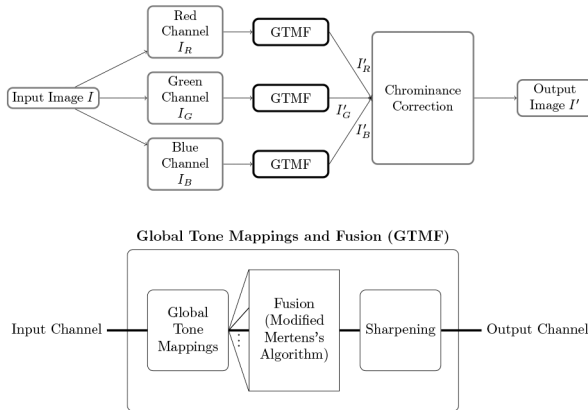 Red
Channel
I_R
GTMF
I'_R
Input Image I
Green
Channel
I_G
GTMF
I'_G
Chrominance
Correction
Output
Image I'
Blue
Channel
I_B
GTMF
I'_B
Global Tone Mappings and Fusion (GTMF)
Input Channel
Global
Tone
Mappings
⋮
Fusion
(Modified
Mertens's
Algorithm)
Sharpening
Output Channel